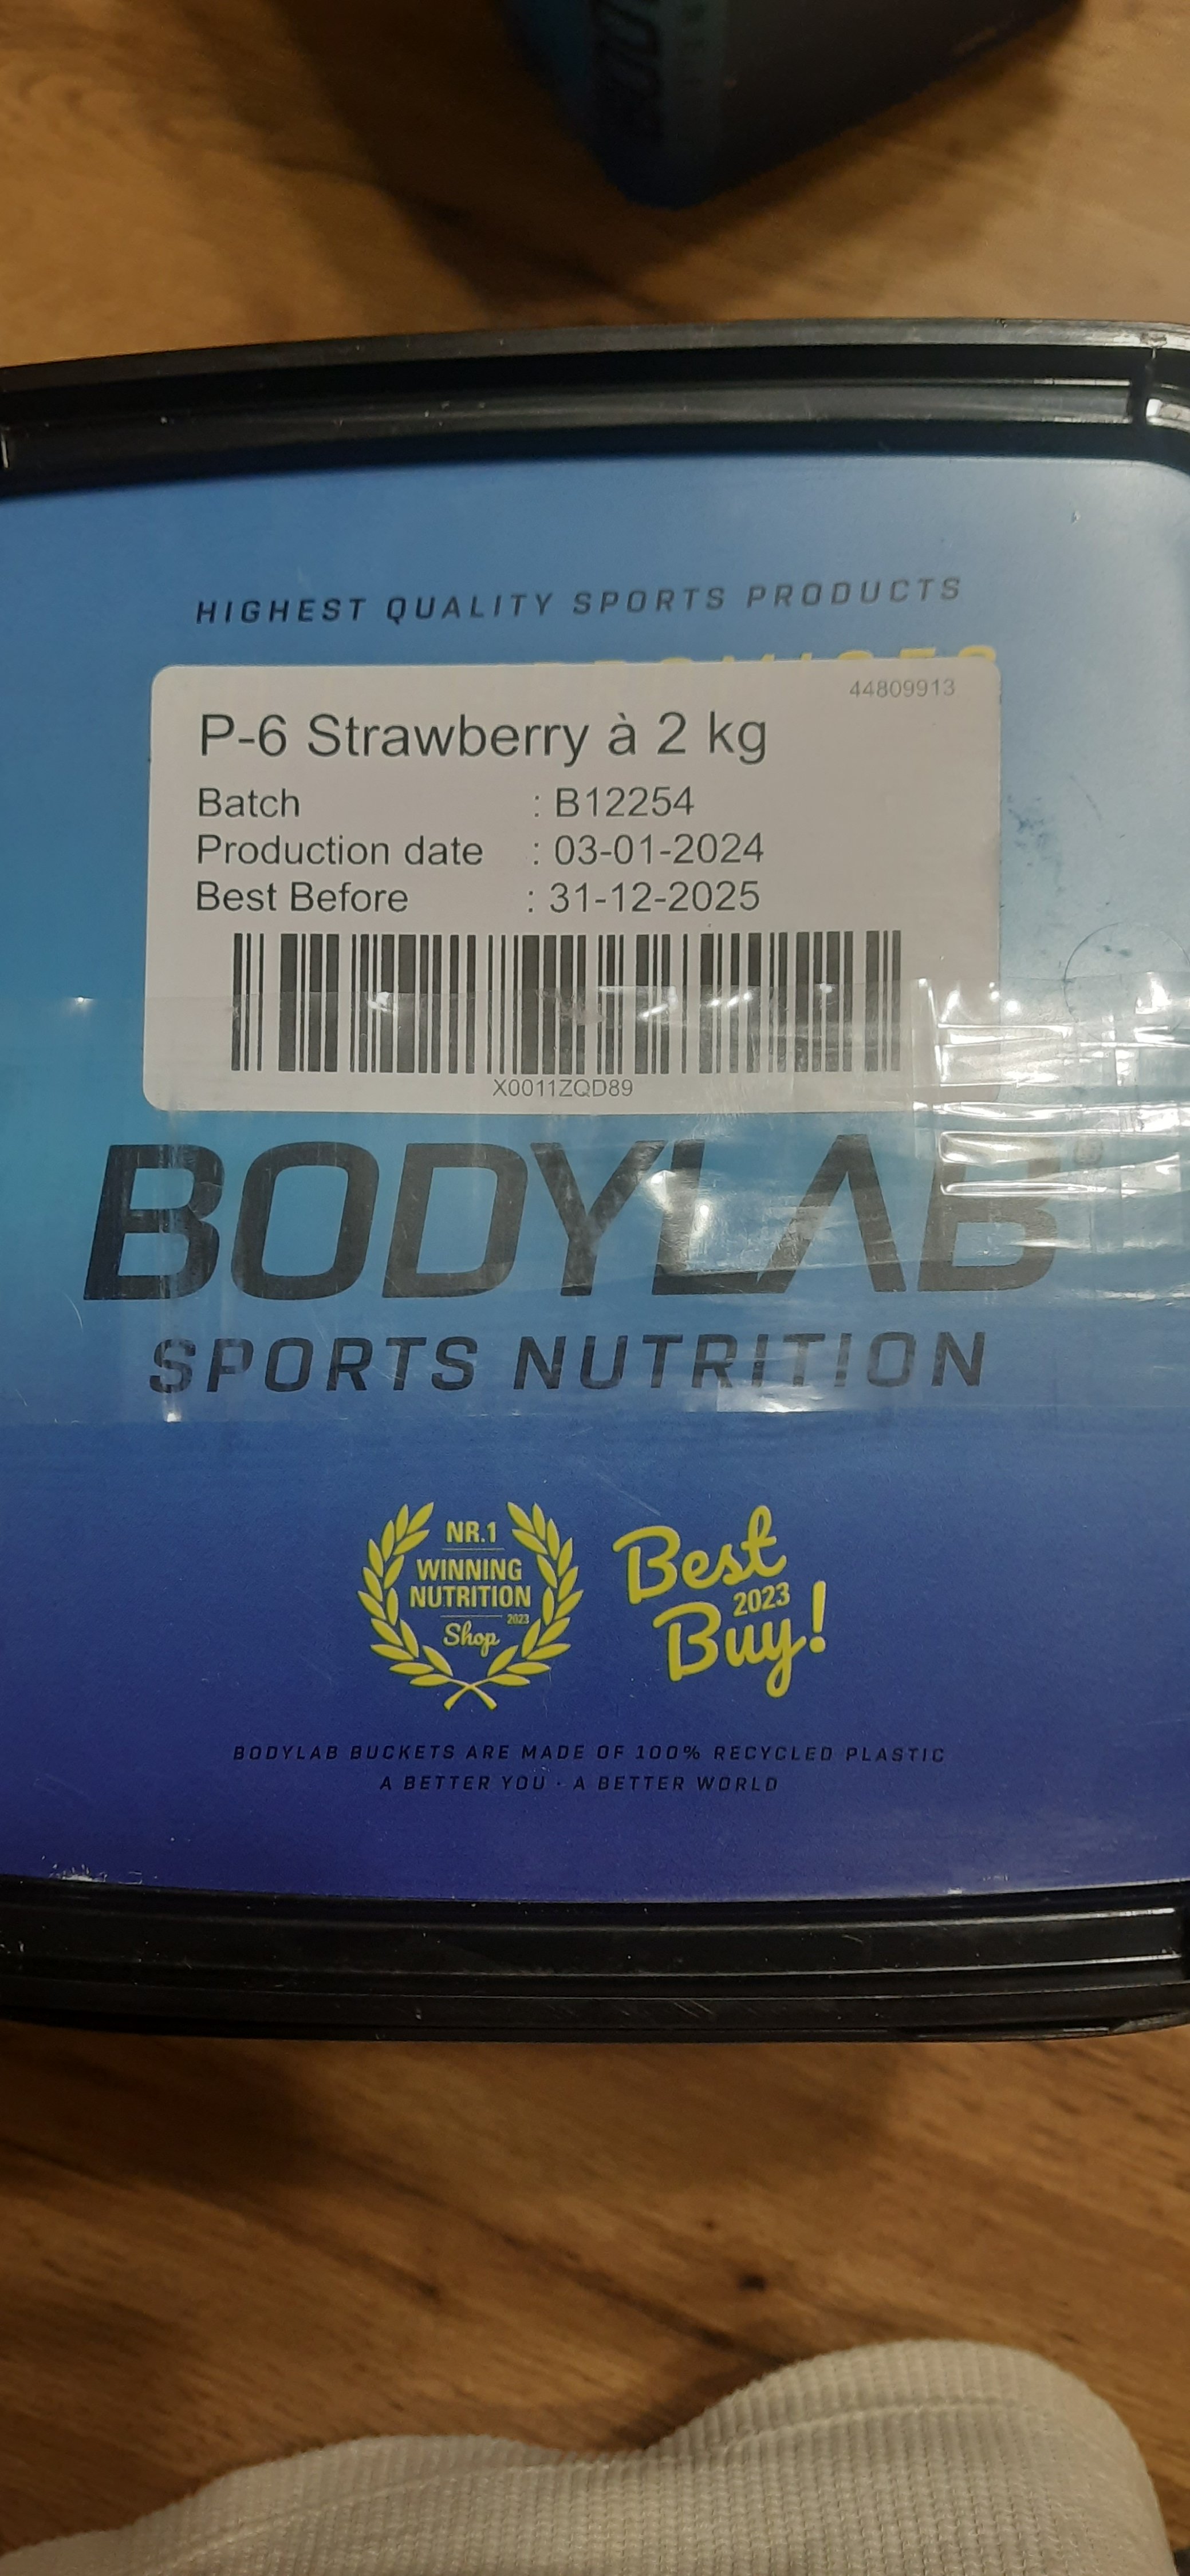 HIGHEST QUALITY SPORTS PRODUCTS
44809913
P-6 Strawberry à 2 kg
Batch : B12254
Production date : 03-01-2024
Best Before : 31-12-2025
X0011ZQD89
BODYLAB
SPORTS NUTRITION
NR.1
WINNING
NUTRITION
2023
Shop
Best
2023
Buy!
BODYLAB BUCKETS ARE MADE OF 100% RECYCLED PLASTIC
A BETTER YOU · A BETTER WORLD